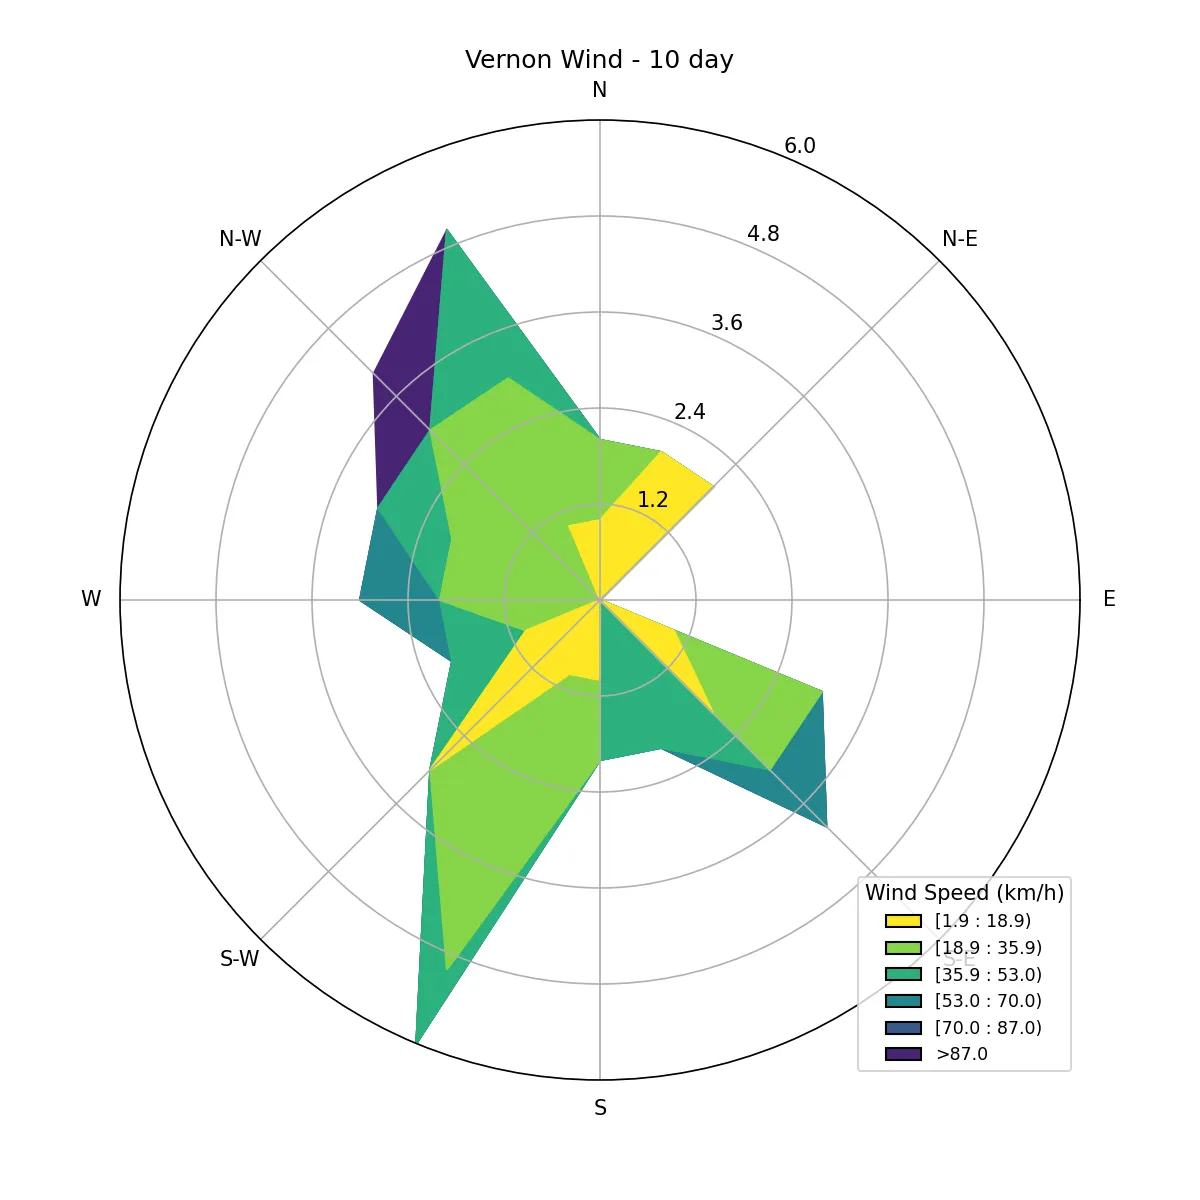 Vernon Wind - 10 day
N
6.0
N-W
4.8
N-E
3.6
2.4
1.2
W
E
Wind Speed (km/h)
[1.9 : 18.9)
[18.9 : 35.9)
S-W
S-E
[35.9 : 53.0)
[53.0 : 70.0)
[70.0 : 87.0)
>87.0
S